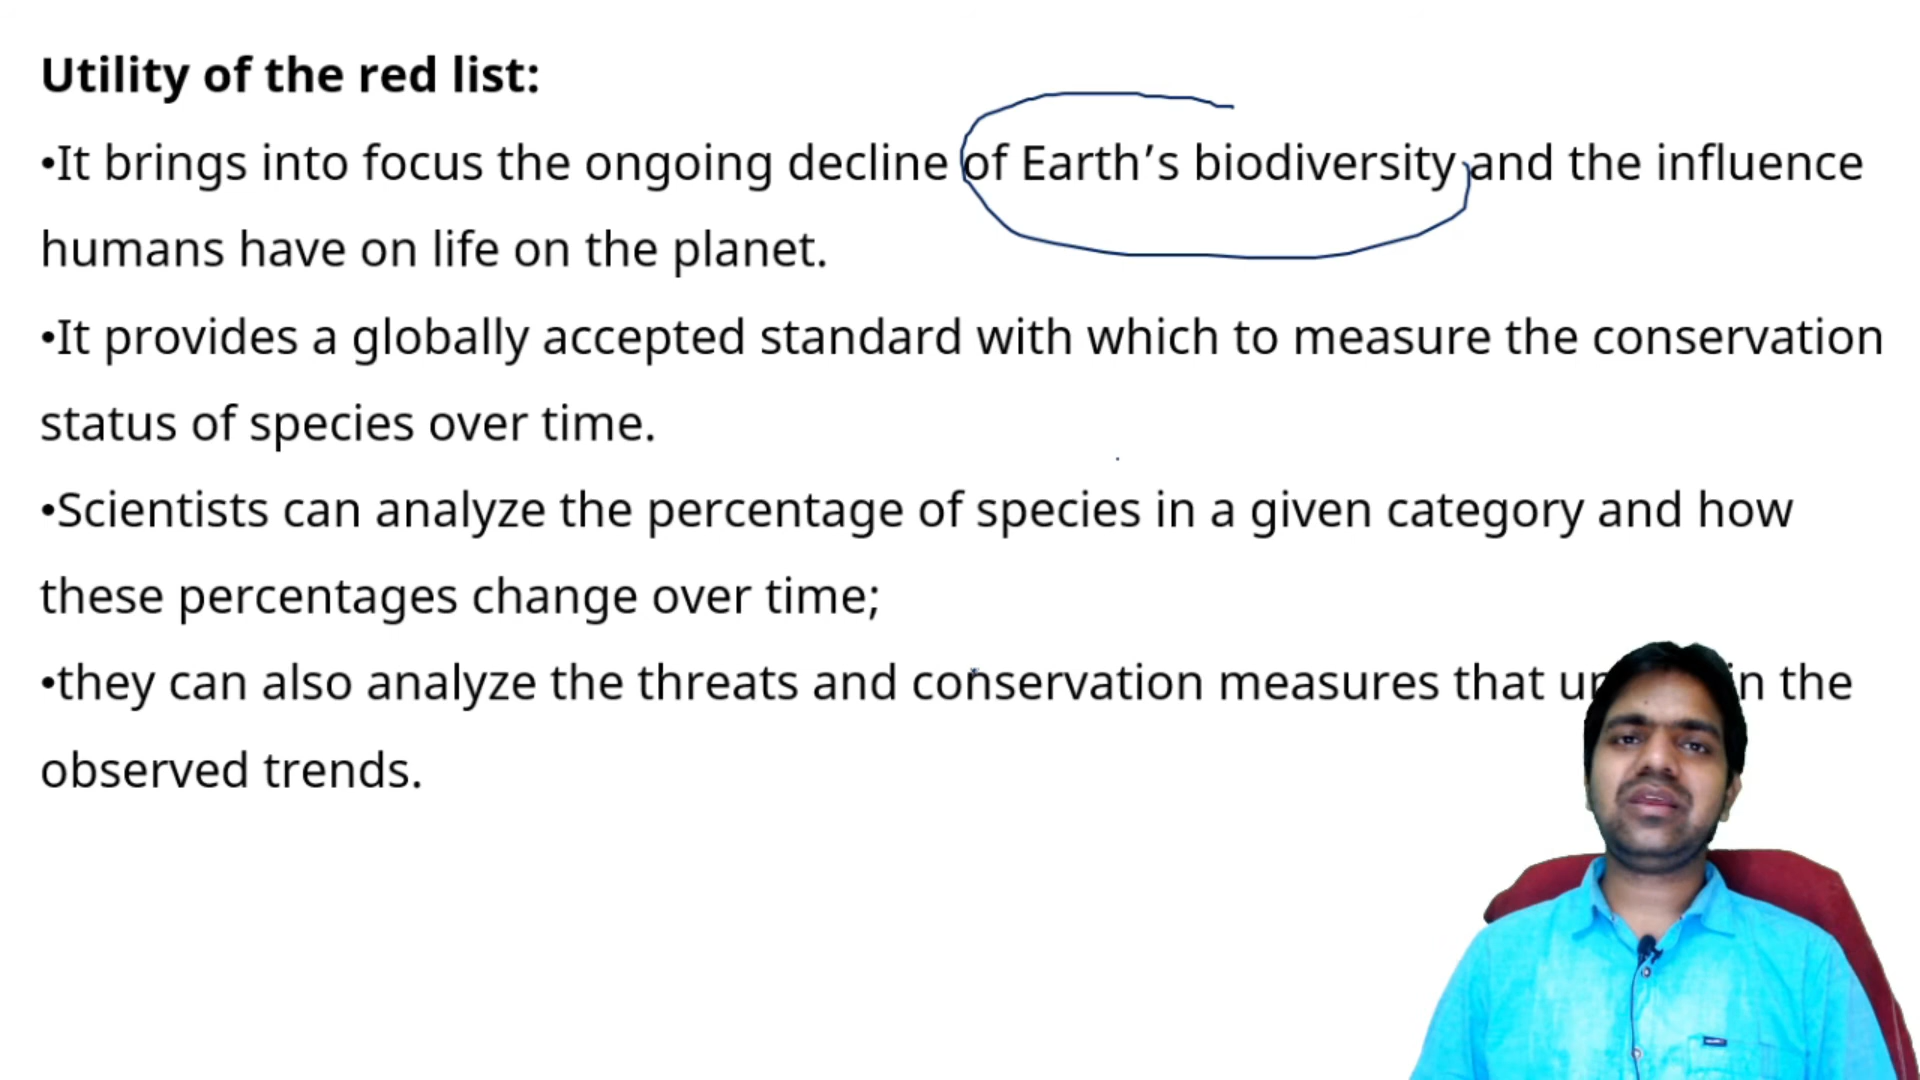 Utility of the red list:
•It brings into focus the ongoing decline of Earth’s biodiversity and the influence
humans have on life on the planet.
•It provides a globally accepted standard with which to measure the conservation
status of species over time.
•Scientists can analyze the percentage of species in a given category and how
these percentages change over time;
•they can also analyze the threats and conservation measures that the
observed trends.